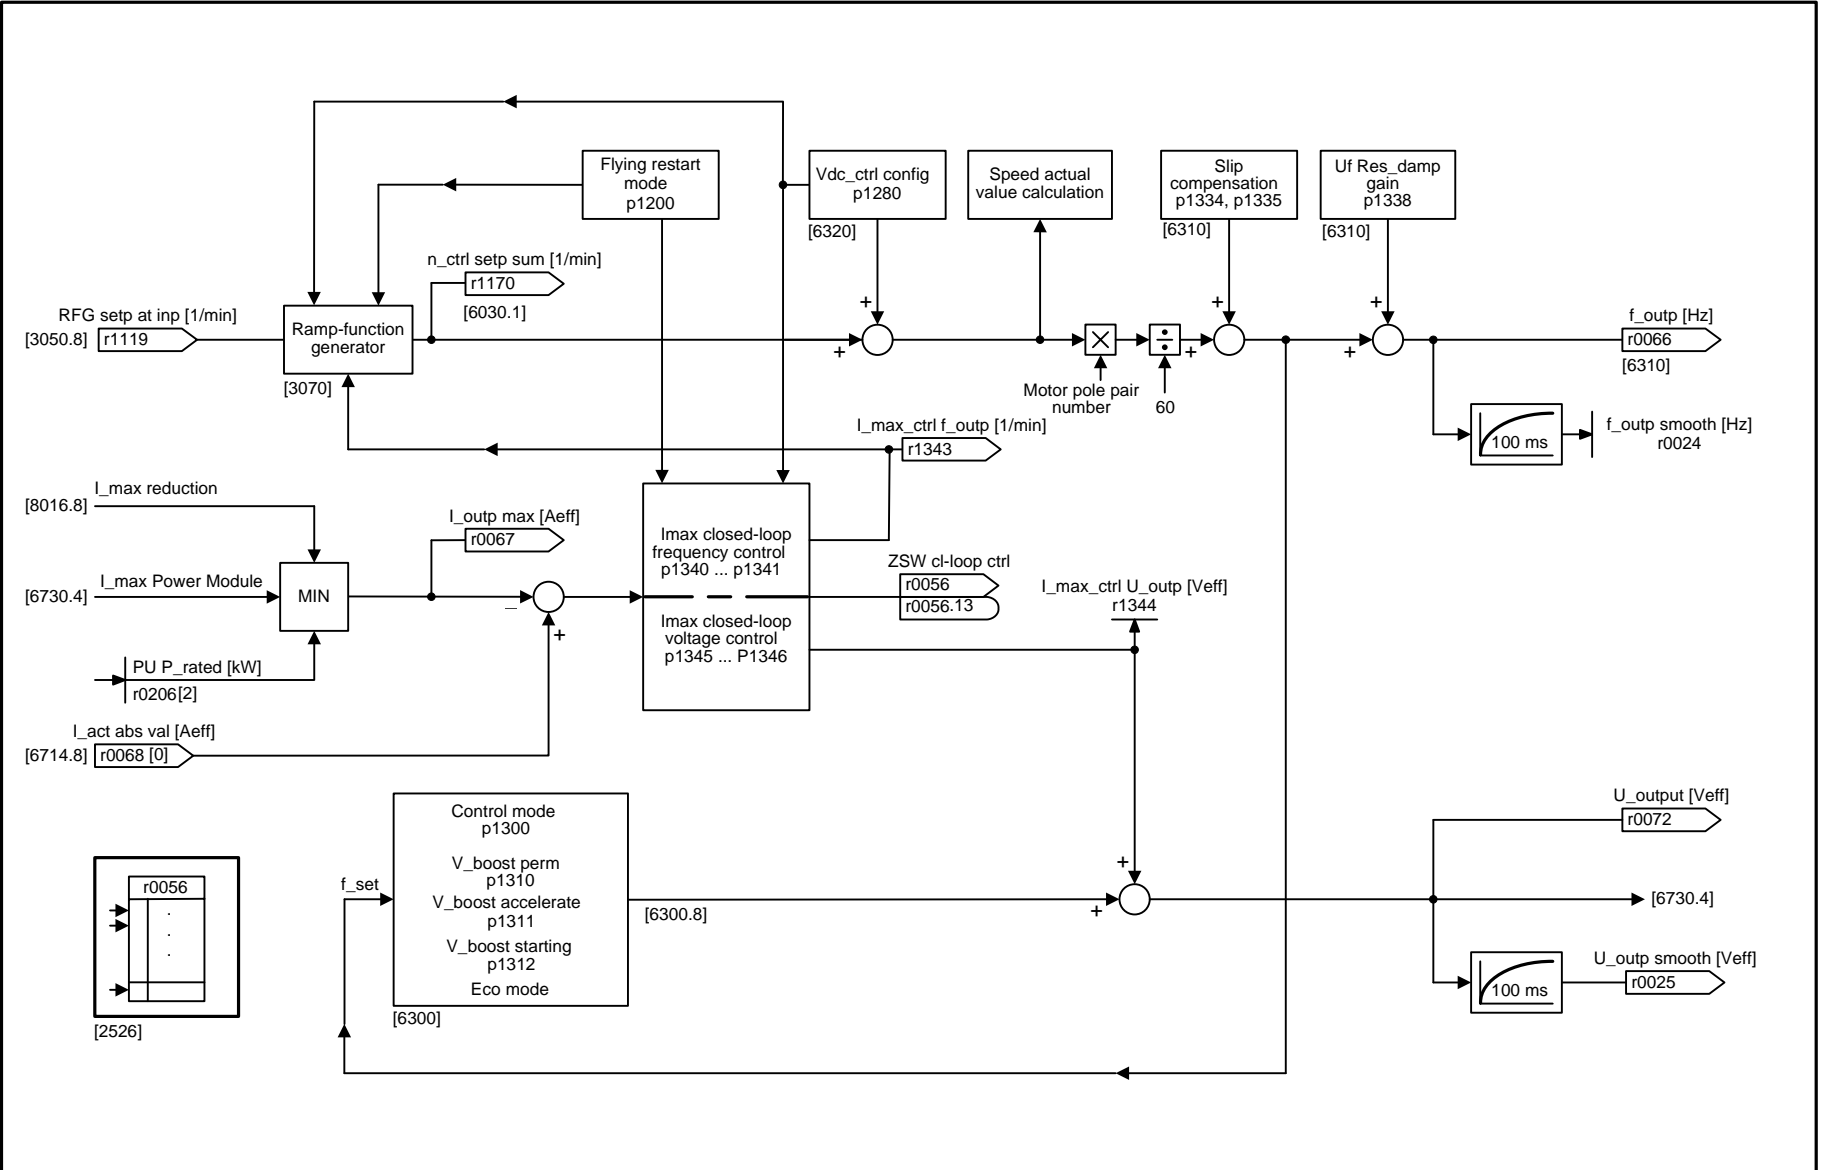 Flying restart
mode
p1200
Vdc_ctrl config
p1280
[6320]
Speed actual
value calculation
Slip
compensation
p1334, p1335
[6310]
Uf Res_damp
gain
p1338
[6310]
n_ctrl setp sum [1/min]
r1170
[6030.1]
RFG setp at inp [1/min]
[3050.8]
r1119
Ramp-function
generator
[3070]
+
+
+
+
+
+
Motor pole pair
number
60
f_outp [Hz]
r0066
[6310]
100 ms
f_outp smooth [Hz]
r0024
I_max_ctrl f_outp [1/min]
r1343
I_max reduction
[8016.8]
I_outp max [Aeff]
r0067
I_max Power Module
[6730.4]
MIN
_
+
PU P_rated [kW]
r0206[2]
I_act abs val [Aeff]
[6714.8]
r0068 [0]
Imax closed-loop
frequency control
p1340 ... p1341
Imax closed-loop
voltage control
p1345 ... P1346
ZSW cl-loop ctrl
r0056
r0056.13
I_max_ctrl U_outp [Veff]
r1344
Control mode
p1300
V_boost perm
p1310
V_boost accelerate
p1311
V_boost starting
p1312
Eco mode
[6300]
f_set
[6300.8]
+
+
U_output [Veff]
r0072
[6730.4]
100 ms
U_outp smooth [Veff]
r0025
r0056
.
.
.
[2526]